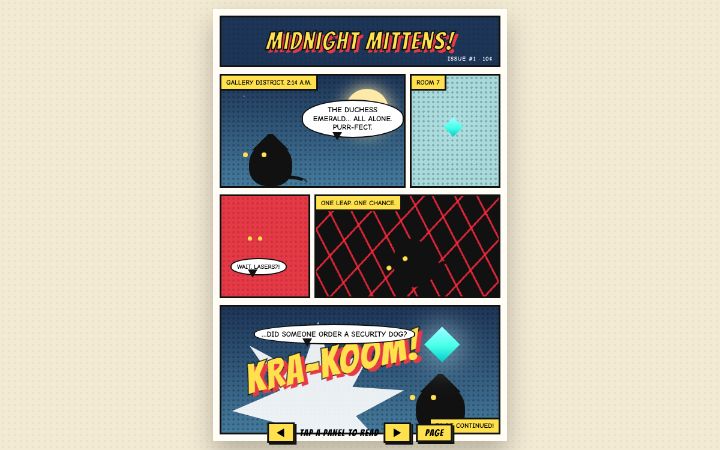 MIDNIGHT MITTENS!
ISSUE #1 · 10¢
GALLERY DISTRICT. 2:14 A.M.
THE DUCHESS
EMERALD... ALL ALONE.
PURR-FECT.
ROOM 7
WAIT. LASERS?!
ONE LEAP. ONE CHANCE.
...DID SOMEONE ORDER A SECURITY DOG?
KRA-KOOM!
CONTINUED!
TAP A PANEL TO READ
PAGE